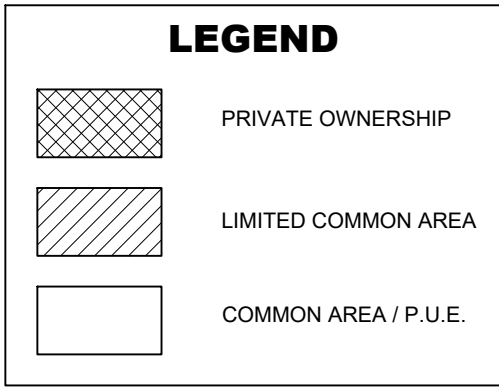 LEGEND
PRIVATE OWNERSHIP
LIMITED COMMON AREA
COMMON AREA / P.U.E.